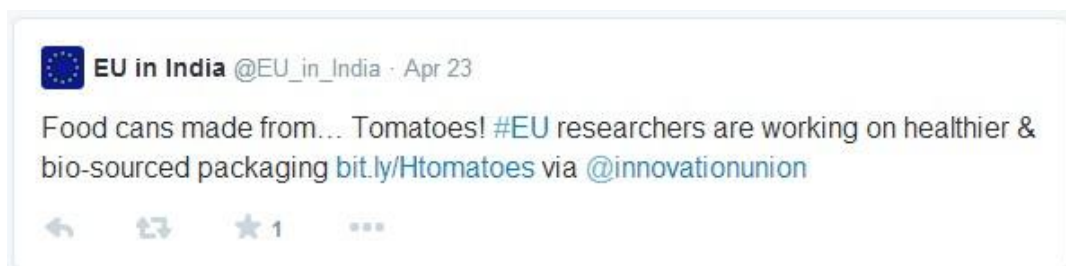 EU in India @EU_in_India · Apr 23
Food cans made from... Tomatoes! #EU researchers are working on healthier &
bio-sourced packaging bit.ly/Htomatoes via @innovationunion
1